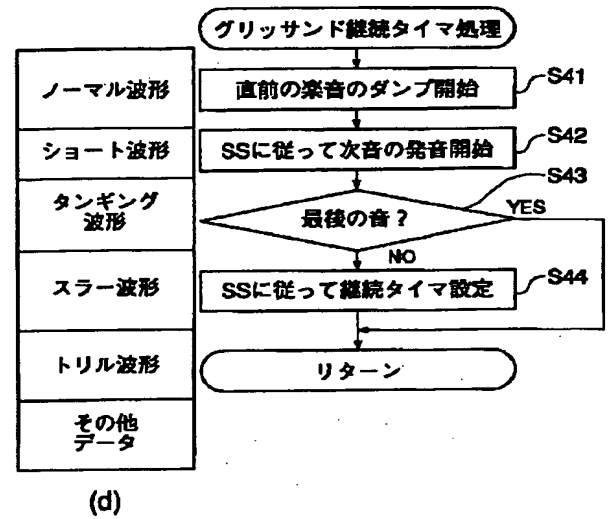 ノーマル波形
ショート波形
タンギング
波形
スラー波形
トリル波形
その他
データ
(d)
グリッサンド継続タイマ処理
直前の楽音のダンプ開始
S41
SSに従って次音の発音開始
S42
最後の音？
S43
YES
NO
SSに従って継続タイマ設定
S44
リターン